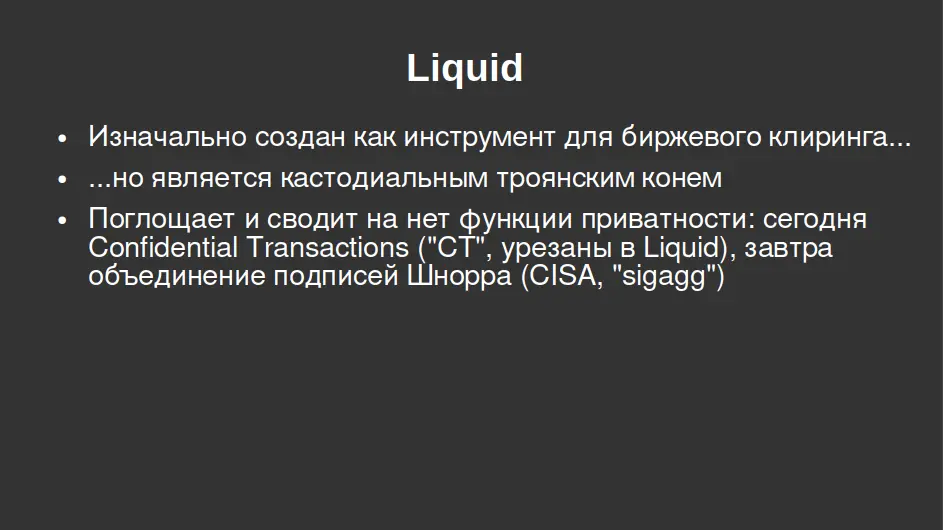 Liquid
• Изначально создан как инструмент для биржевого клиринга...
• ...но является кастодиальным троянским конем
• Поглощает и сводит на нет функции приватности: сегодня
Confidential Transactions ("CT", урезаны в Liquid), завтра
объединение подписей Шнорра (CISA, "sigagg")